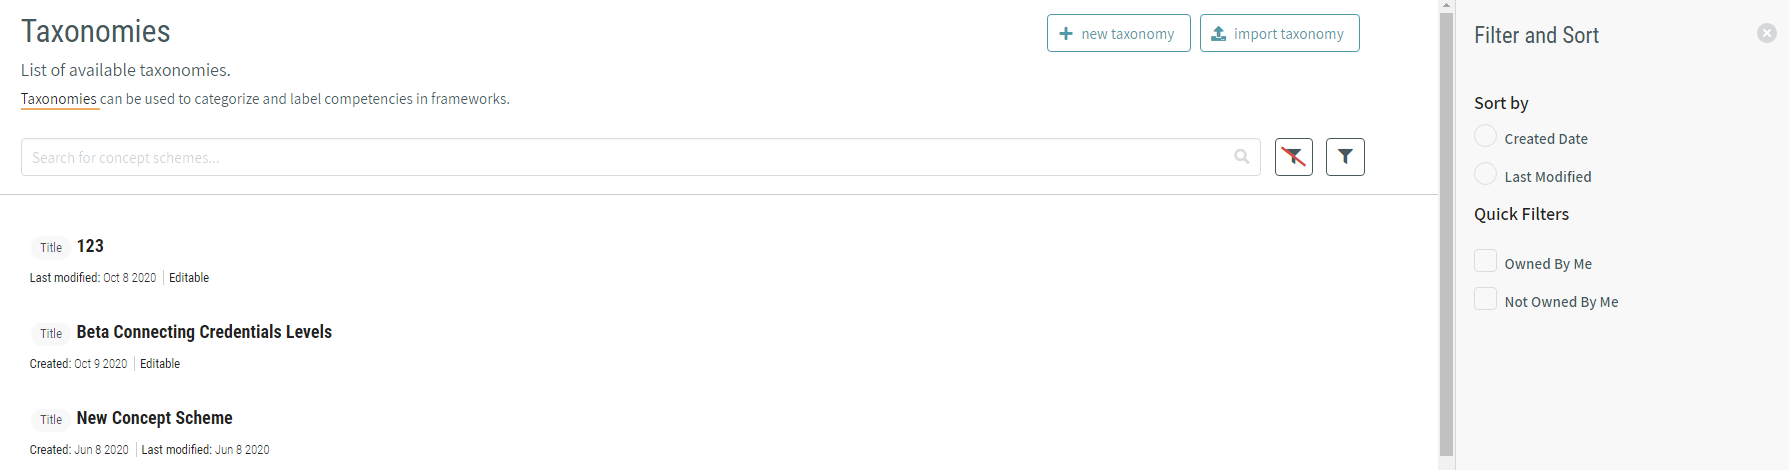 Taxonomies
new taxonomy
import taxonomy
List of available taxonomies.
Taxonomies can be used to categorize and label competencies in frameworks.
Search for concept schemes...
Title 123
Last modified: Oct 8 2020 Editable
Title Beta Connecting Credentials Levels
Created: Oct 9 2020 Editable
Title New Concept Scheme
Created: Jun 8 2020 Last modified: Jun 8 2020
Filter and Sort
Sort by
Created Date
Last Modified
Quick Filters
Owned By Me
Not Owned By Me